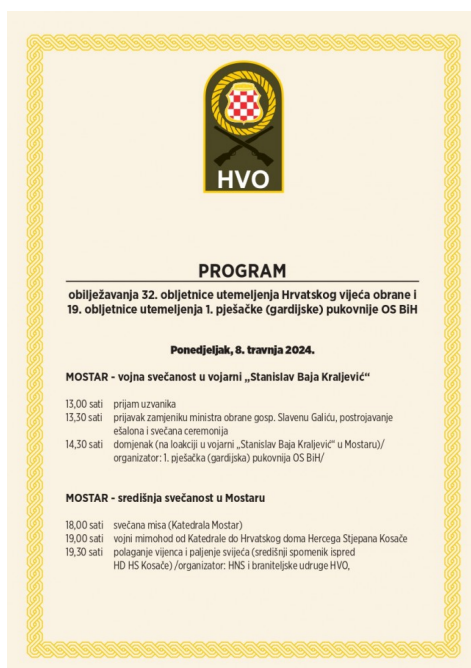 HVO
PROGRAM
obilježavanja 32. obljetnice utemeljenja Hrvatskog vijeća obrane i
19. obljetnice utemeljenja 1. pješačke (gardijske) pukovnije OS BiH
Ponedjeljak, 8. travnja 2024.
MOSTAR - vojna svečanost u vojarni „Stanislav Baja Kraljević“
13,00 sati prijam uzvanika
13,30 sati prijavak zamjeniku ministra obrane gosp. Slavenu Galiću, postrojavanje
ešalona i svečana ceremonija
14,30 sati domjenak (na loakciji u vojarni „Stanislav Baja Kraljević“ u Mostaru)/
organizator: 1. pješačka (gardijska) pukovnija OS BiH/
MOSTAR - središnja svečanost u Mostaru
18,00 sati svečana misa (Katedrala Mostar)
19,00 sati vojni mimohod od Katedrale do Hrvatskog doma Hercega Stjepana Kosače
19,30 sati polaganje vijenca i paljenje svijeća (središnji spomenik ispred
HD HS Kosače) /organizator: HNS i braniteljske udruge HVO,